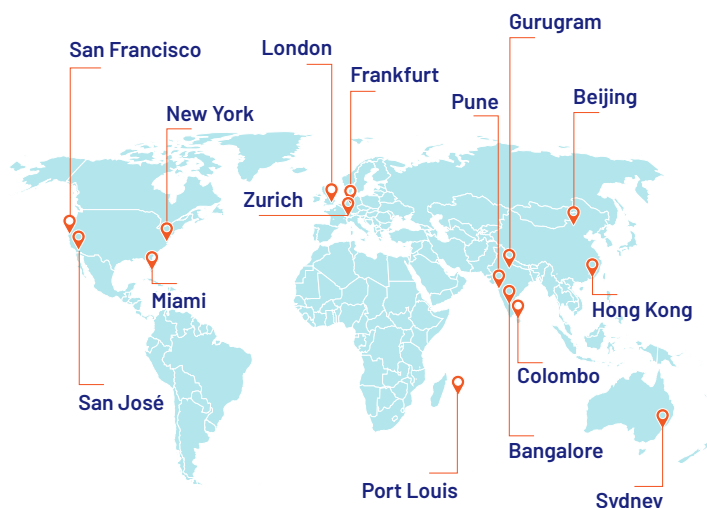 Gurugram
San Francisco
London
Frankfurt
Pune
Beijing
New York
Zurich
Miami
Hong Kong
Colombo
San José
Bangalore
Port Louis
Sydney